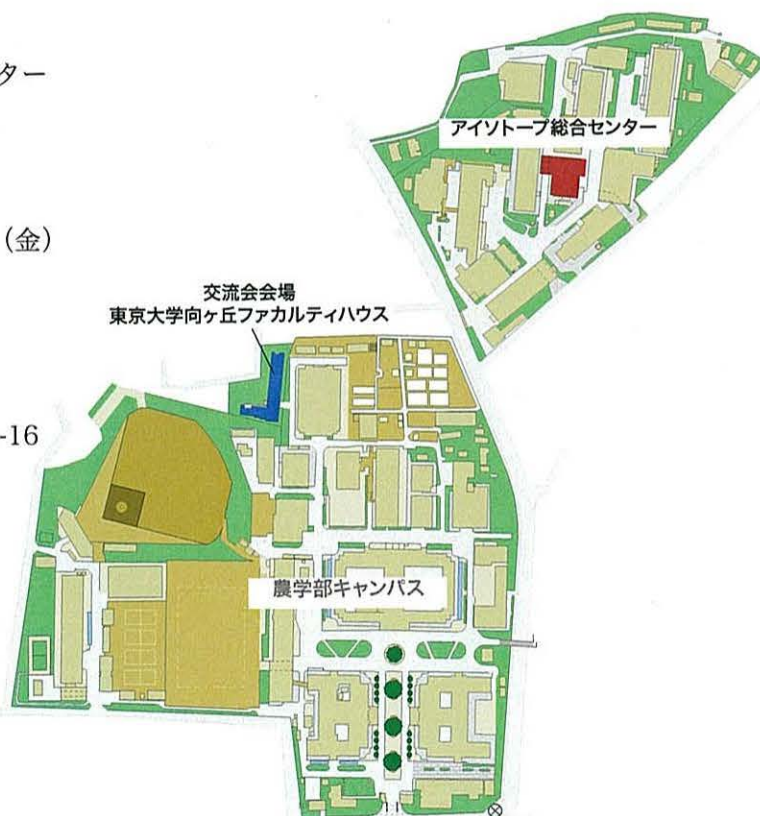 ター
アイソトープ総合センター
（金）
交流会会場
東京大学向ヶ丘ファカルティハウス
-16
農学部キャンパス